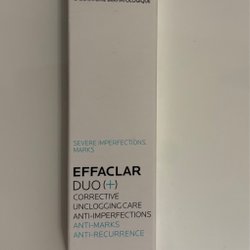 SEVERE IMPERFECTIONS,
MARKS
EFFACLAR
DUO(+)
CORRECTIVE
UNCLOGGING CARE
ANTI-IMPERFECTIONS
ANTI-MARKS
ANTI-RECURRENCE